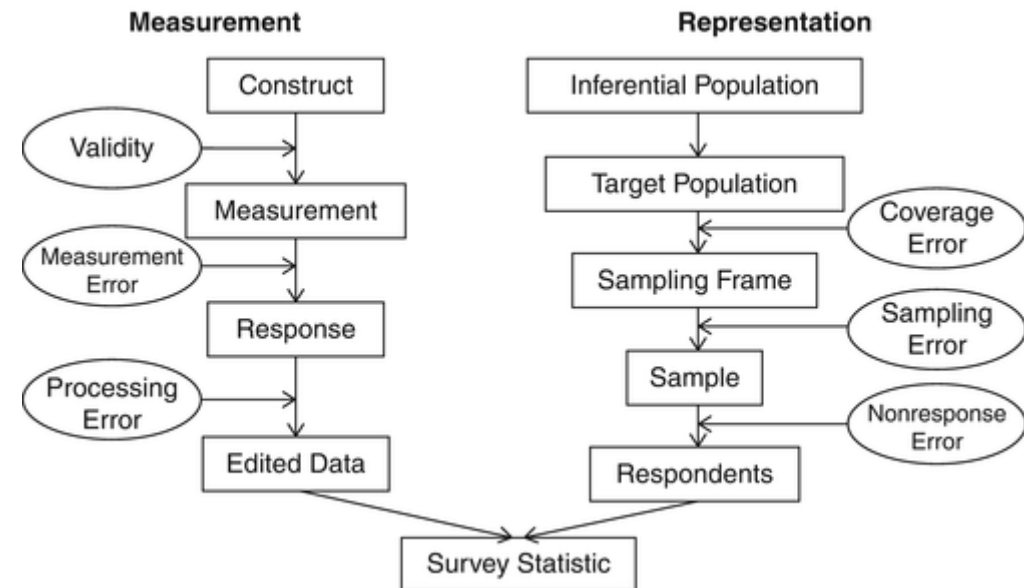 Measurement
Representation
Construct
Inferential Population
Validity
Target Population
Measurement
Coverage
Error
Measurement
Error
Sampling Frame
Sampling
Error
Response
Sample
Processing
Error
Nonresponse
Error
Edited Data
Respondents
Survey Statistic